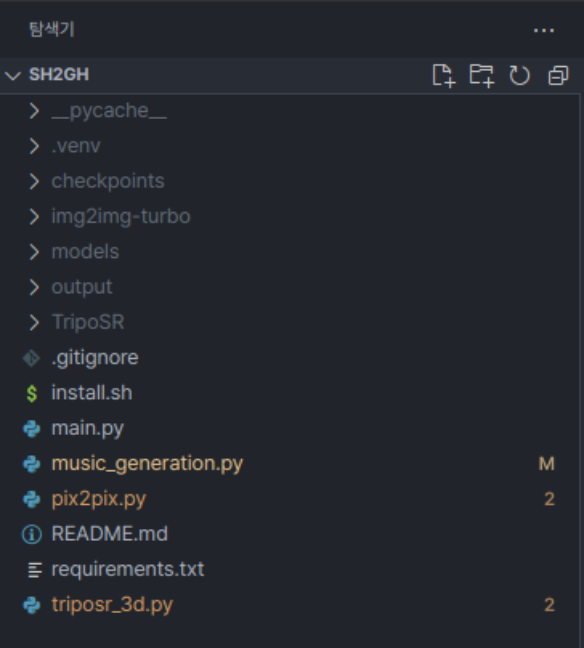 탐색기
SH2GH
__pycache__
.venv
checkpoints
img2img-turbo
models
output
TripoSR
.gitignore
$ install.sh
main.py
music_generation.py M
pix2pix.py 2
README.md
requirements.txt
triposr_3d.py 2